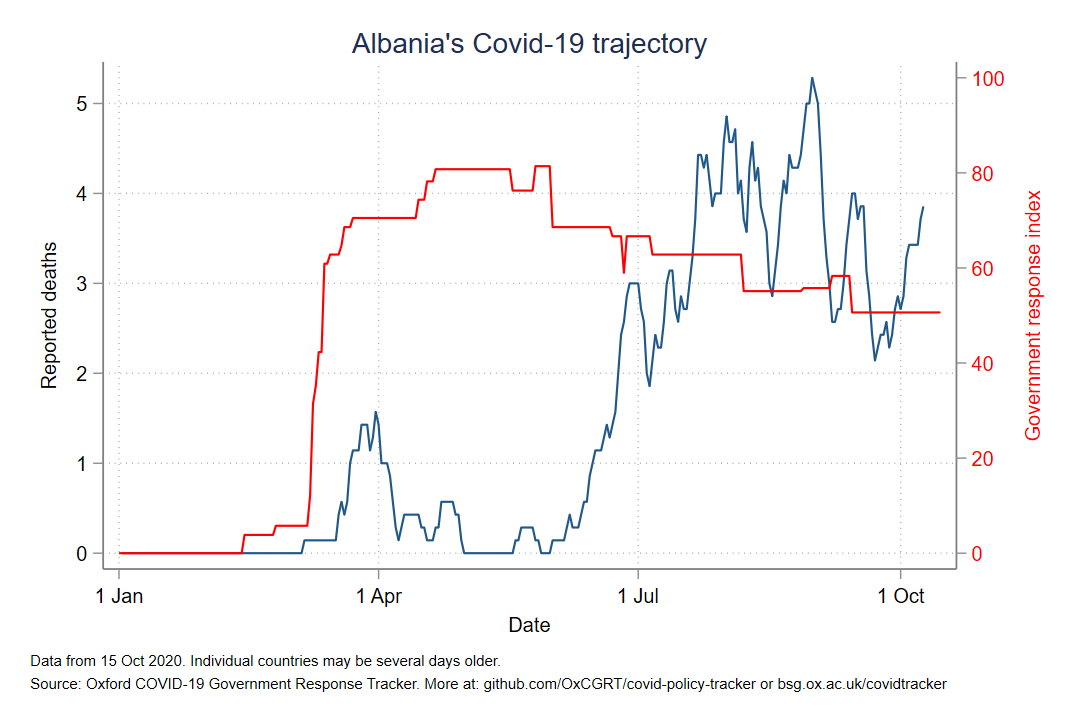 Albania's Covid-19 trajectory
Reported deaths
5
4
3
2
1
0
100
80
60
40
20
0
Government response index
1 Jan
1 Apr
1 Jul
1 Oct
Date
Data from 15 Oct 2020. Individual countries may be several days older.
Source: Oxford COVID-19 Government Response Tracker. More at: github.com/OxCGRT/covid-policy-tracker or bsg.ox.ac.uk/covidtracker